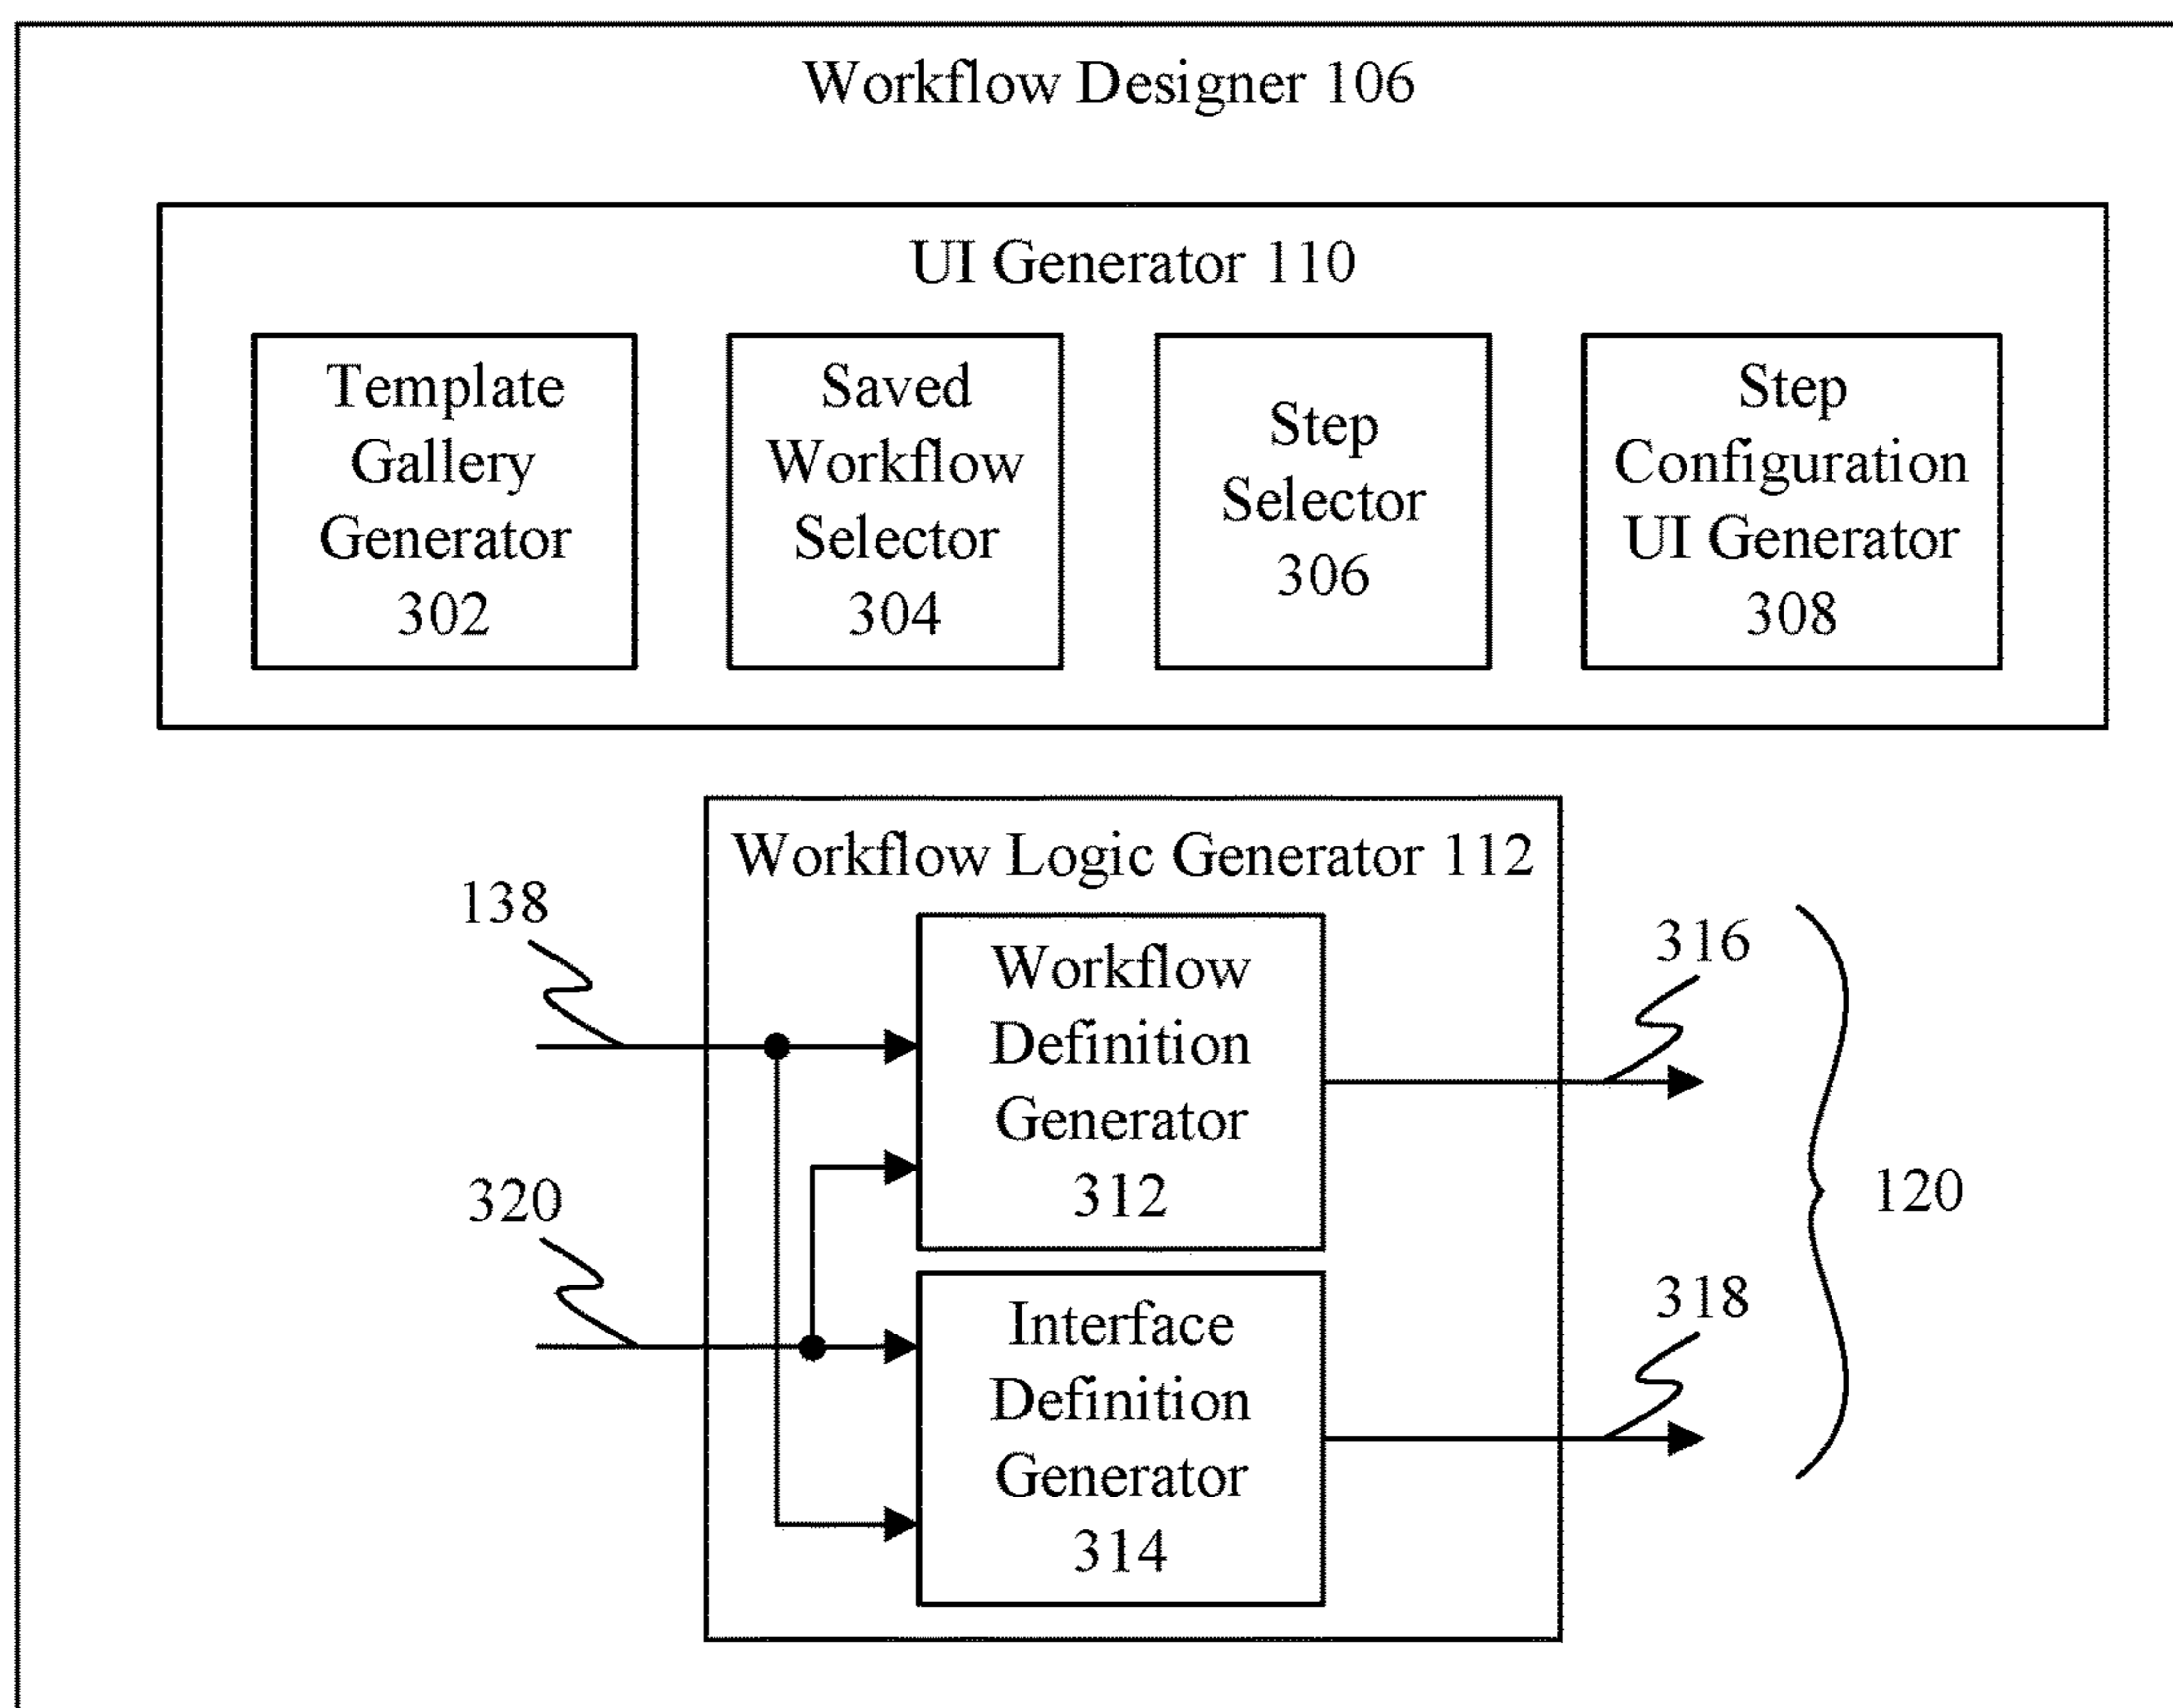 Workflow Designer 106
UI Generator 110
Template
Gallery
Generator
302
Saved
Workflow
Selector
304
Step
Selector
306
Step
Configuration
UI Generator
308
Workflow Logic Generator 112
138
320
Workflow
Definition
Generator
312
Interface
Definition
Generator
314
316
318
120